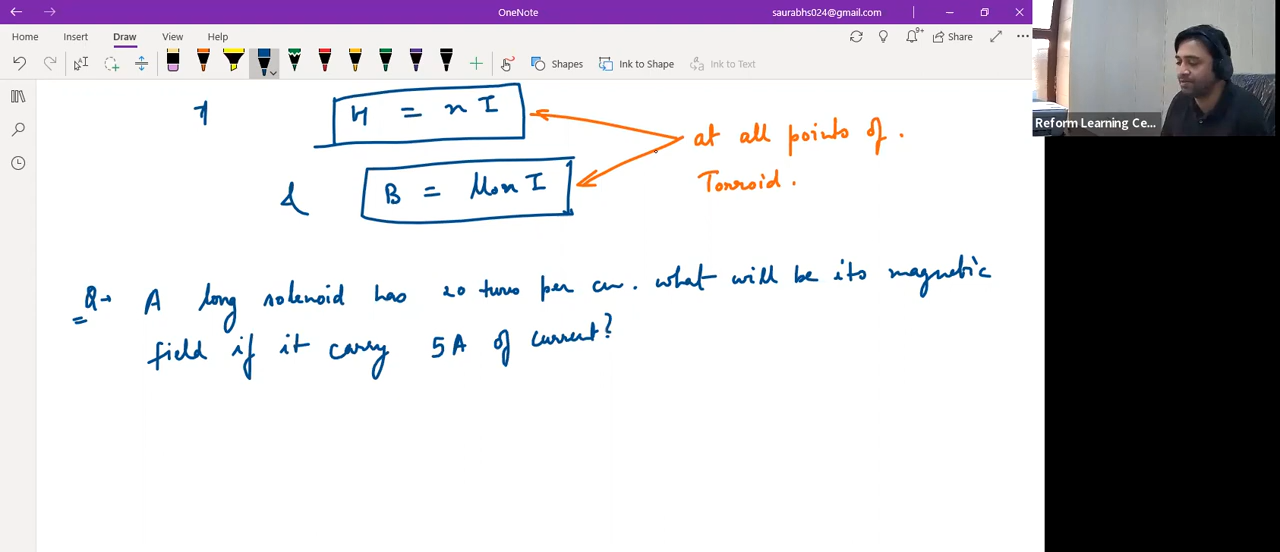 OneNote
saurabhs024@gmail.com
Home Insert Draw View Help
9+
Share
Shapes
Ink to Shape
Ink to Text
Reform Learning Ce...
H = nI
& B = μ₀nI
at all points of.
Torroid.
Q→ A long solenoid has 20 turns per cm. what will be its magnetic
field if it carry 5A of current?